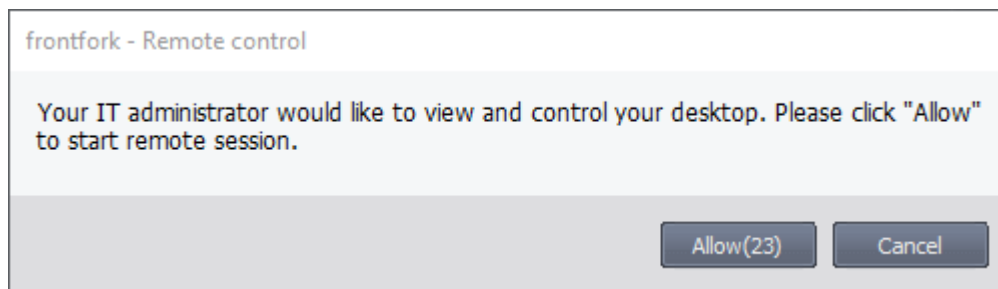 frontfork - Remote control
Your IT administrator would like to view and control your desktop. Please click "Allow"
to start remote session.
Allow(23)
Cancel